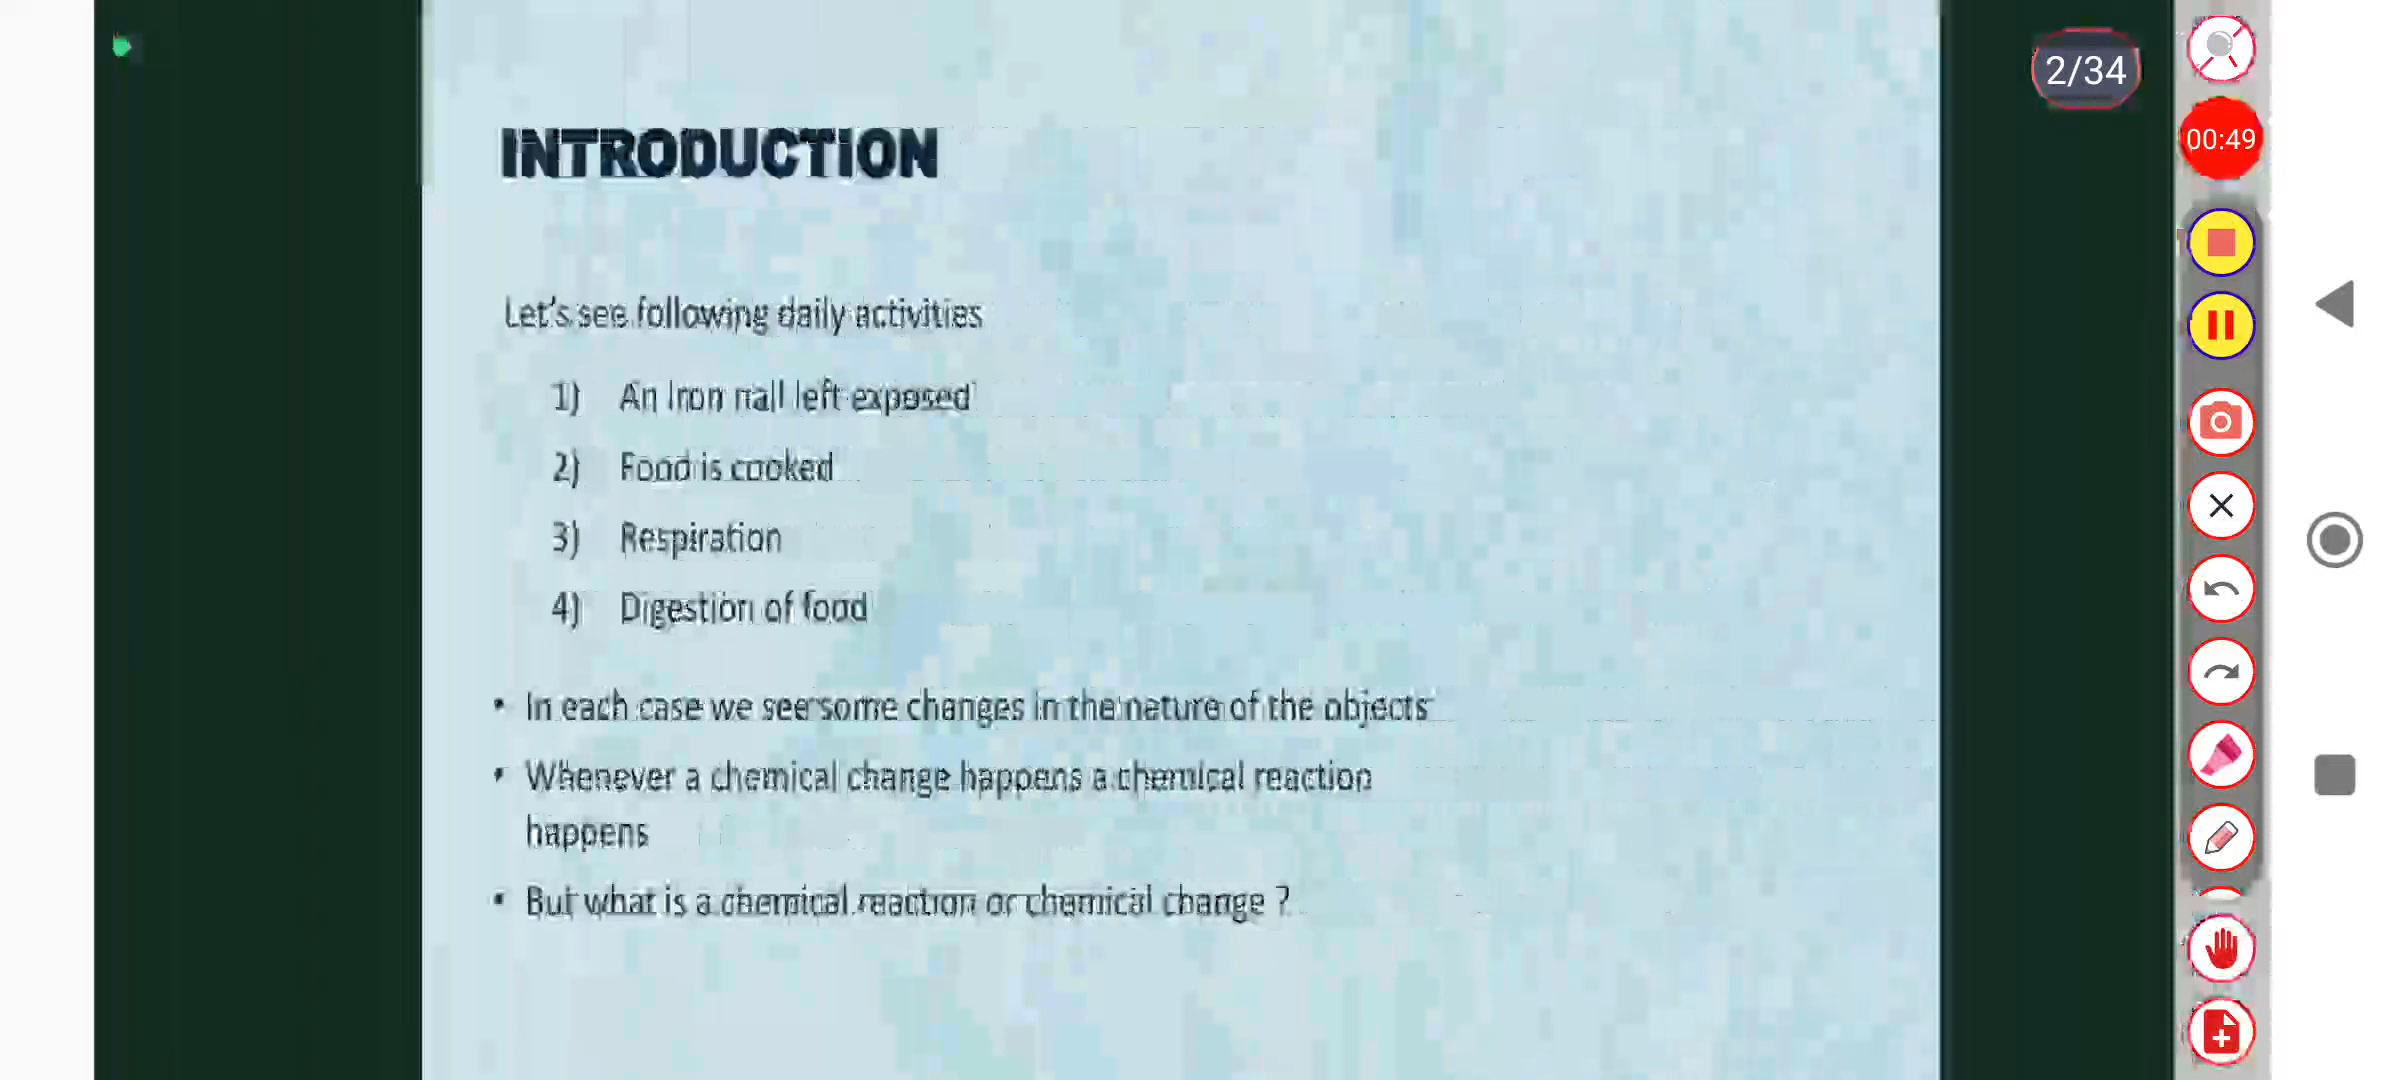 2/34
INTRODUCTION
00:49
Let's see following daily activities
1) An Iron nail left exposed
2) Food is cooked
3) Respiration
4) Digestion of food
• In each case we see some changes in the nature of the objects
• Whenever a chemical change happens a chemical reaction
happens
• But what is a chemical reaction or chemical change ?